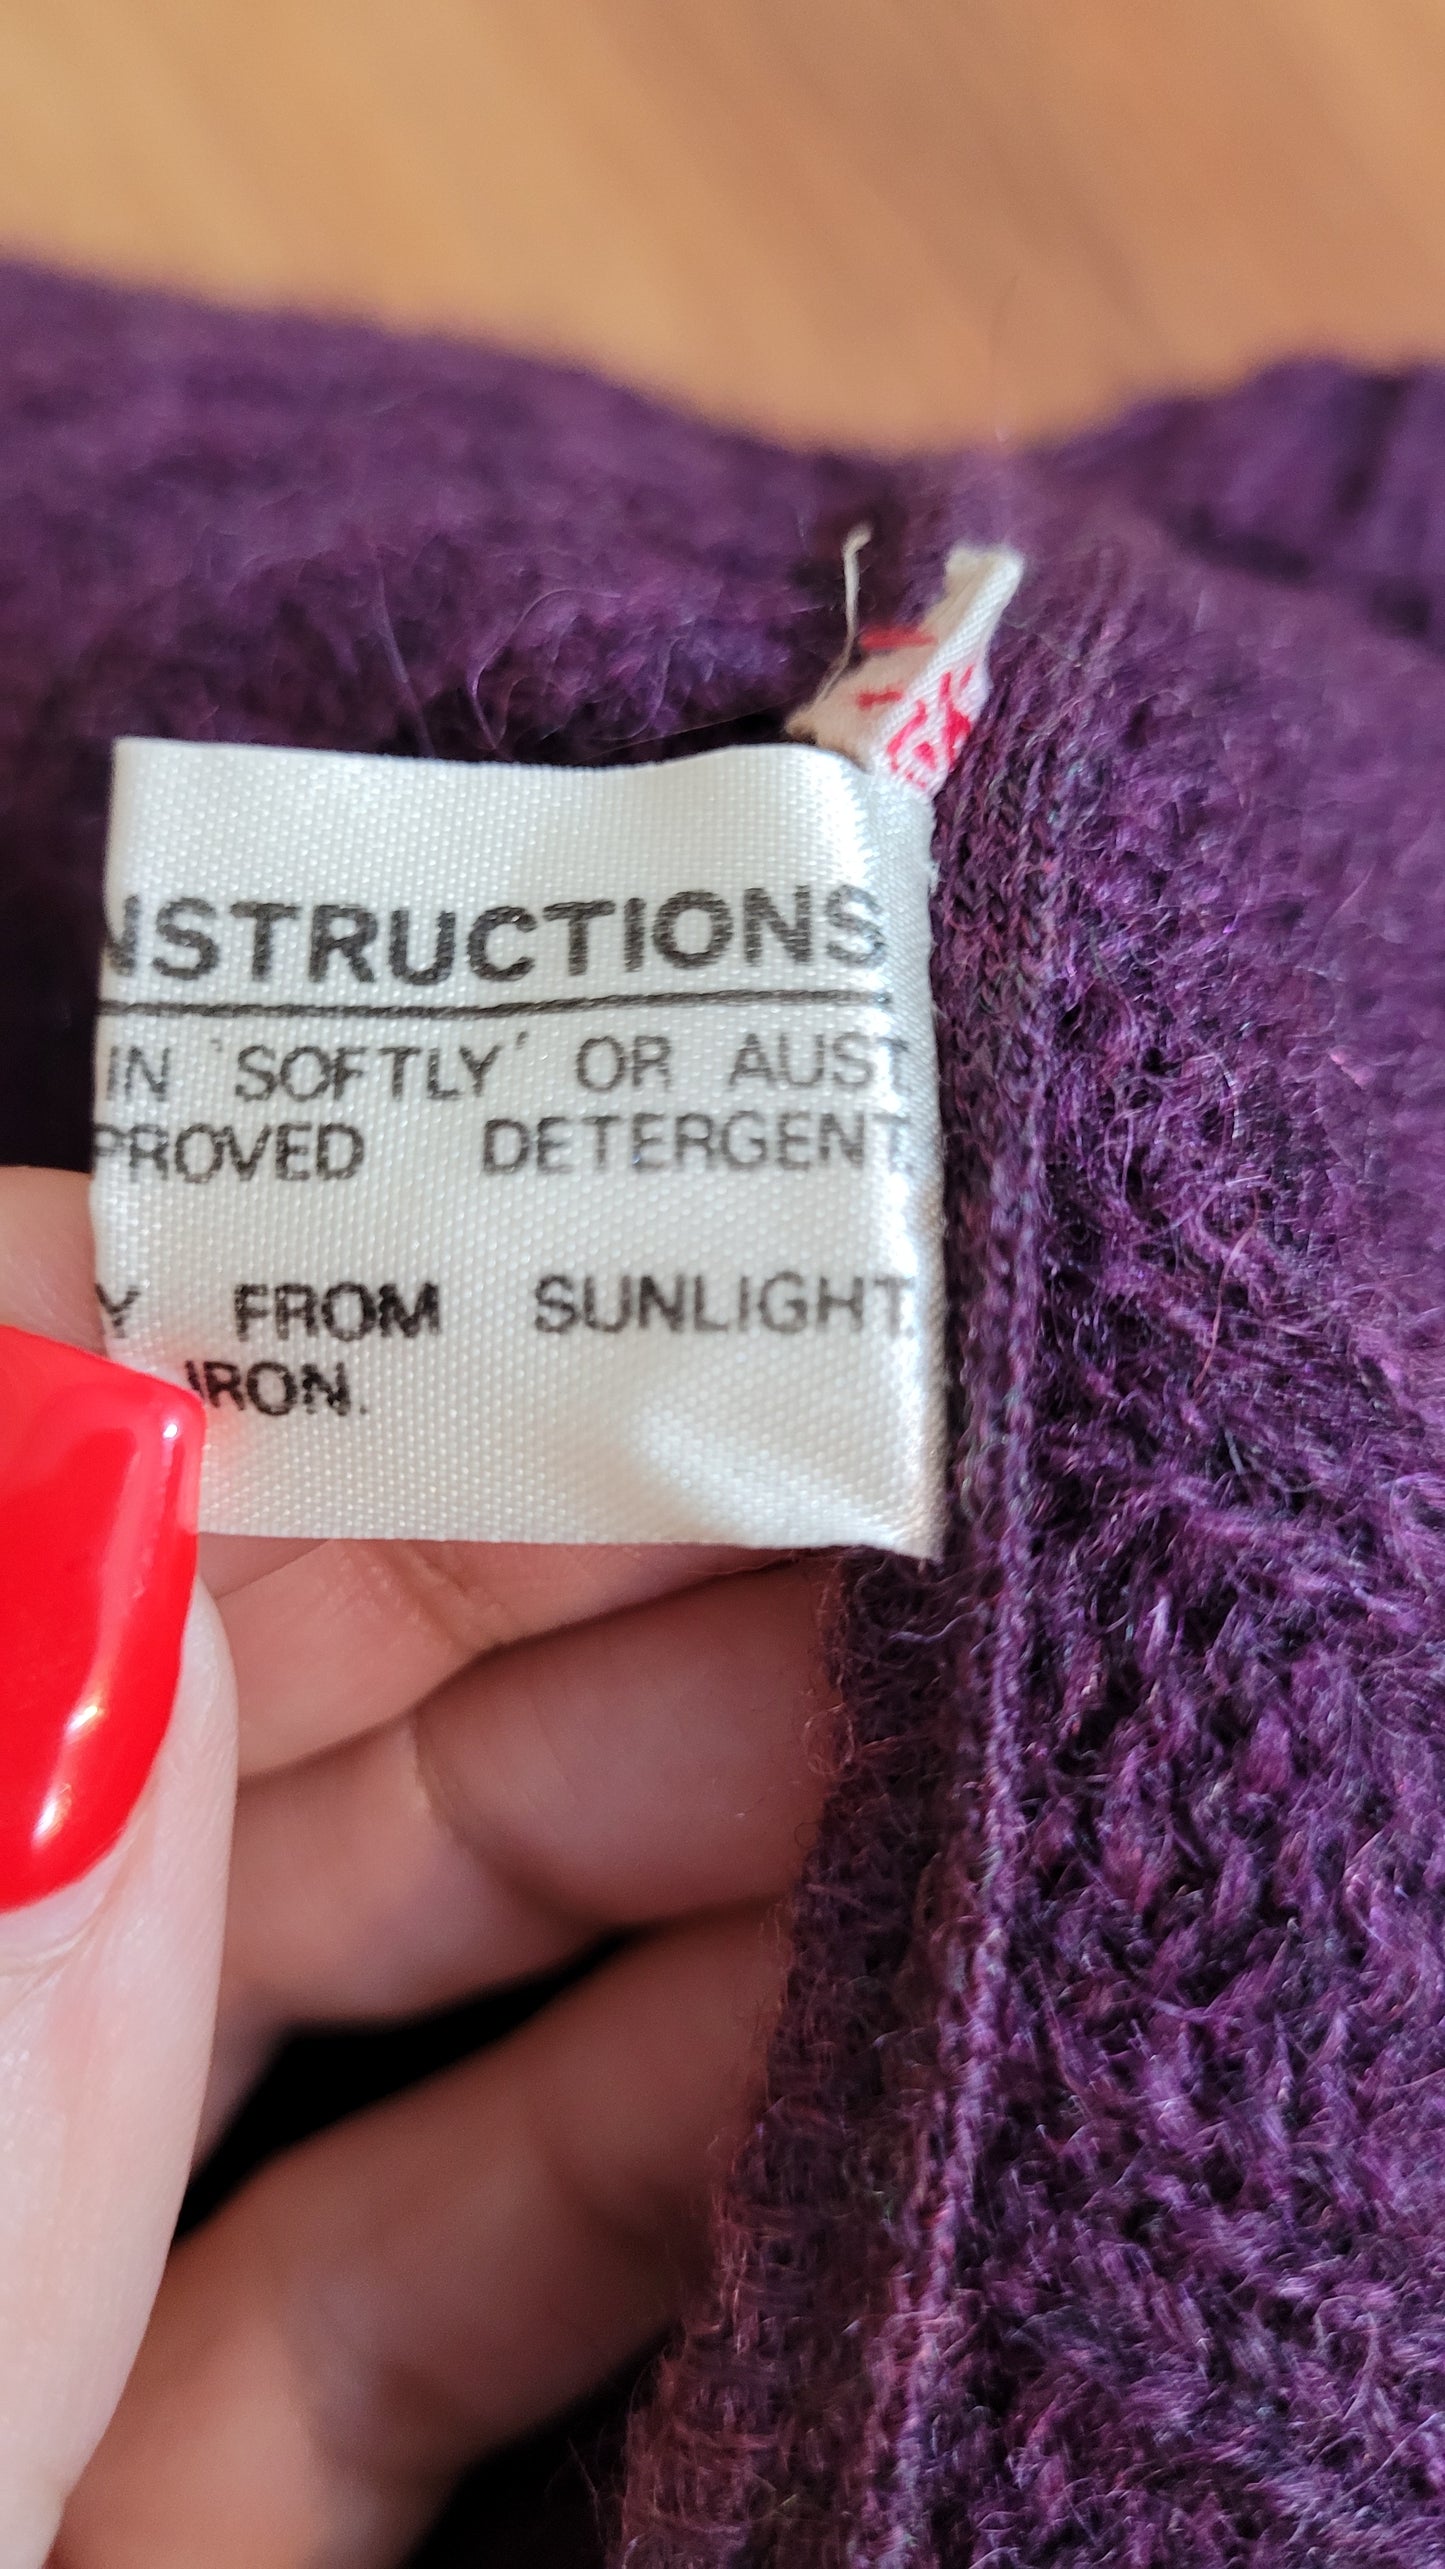 NSTRUCTIONS
IN 'SOFTLY' OR AUST
PROVED DETERGENT.
Y FROM SUNLIGHT.
IRON.